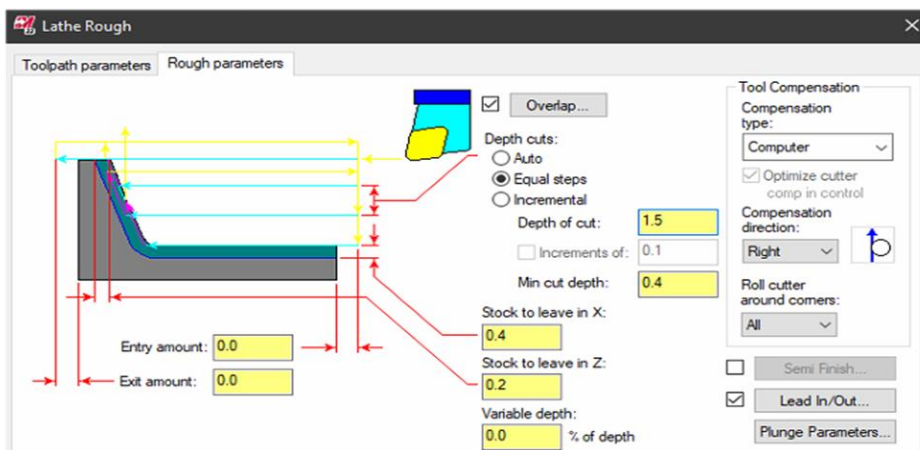 Lathe Rough
Toolpath parameters
Rough parameters
Overlap...
Depth cuts:
Auto
Equal steps
Incremental
Depth of cut:
1.5
Increments of:
0.1
Min cut depth:
0.4
Stock to leave in X:
0.4
Stock to leave in Z:
0.2
Variable depth:
0.0
% of depth
Entry amount:
0.0
Exit amount:
0.0
Tool Compensation
Compensation
type:
Computer
Optimize cutter
comp in control
Compensation
direction:
Right
Roll cutter
around corners:
All
Semi Finish...
Lead In/Out...
Plunge Parameters...